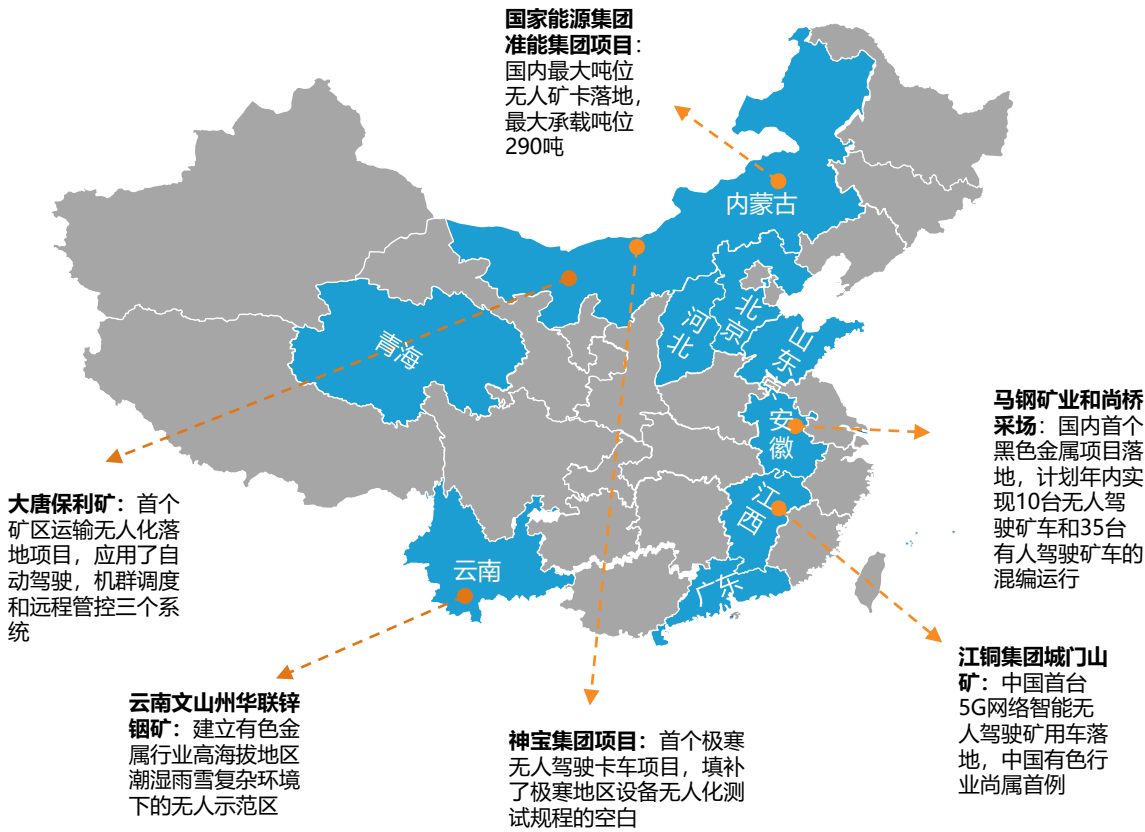 国家能源集团
准能集团项目：
国内最大吨位
无人矿卡落地，
最大承载吨位
290吨
内蒙古
北京
河北
山东
青海
京
安徽
江西
云南
广东
马钢矿业和尚桥
采场：国内首个
黑色金属项目落
地，计划年内实
现10台无人驾
驶矿车和35台
有人驾驶矿车的
混编运行
大唐保利矿：首个
矿区运输无人化落
地项目，应用了自
动驾驶，机群调度
和远程管控三个系
统
江铜集团城门山
矿：中国首台
5G网络智能无
人驾驶矿用车落
地，中国有色行
业尚属首例
云南文山州华联锌
铟矿：建立有色金
属行业高海拔地区
潮湿雨雪复杂环境
下的无人示范区
神宝集团项目：首个极寒
无人驾驶卡车项目，填补
了极寒地区设备无人化测
试规程的空白